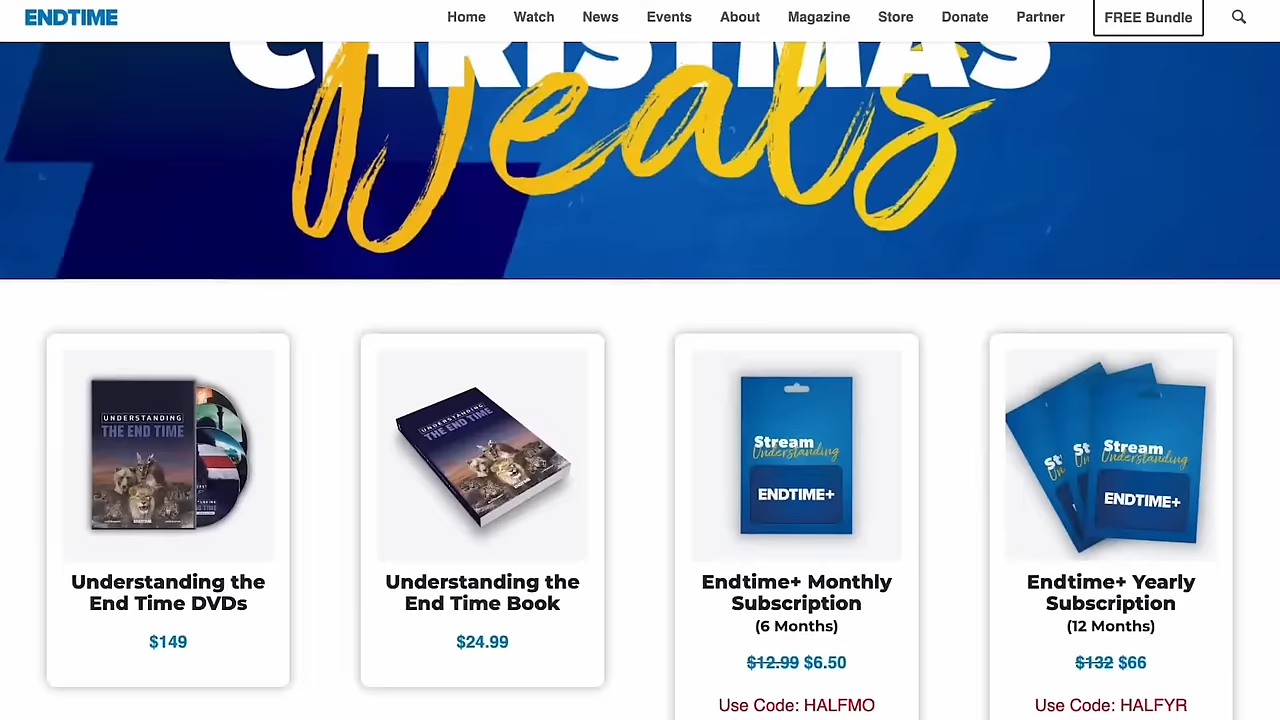 ENDTIME
Home Watch News Events About Magazine Store Donate Partner FREE Bundle
CHRISTMAS
Deals
UNDERSTANDING
THE END TIME
UNDERSTANDING
THE END TIME
Stream
Understanding
ENDTIME+
Stream
Understanding
ENDTIME+
Understanding the
End Time DVDs
$149
Understanding the
End Time Book
$24.99
Endtime+ Monthly
Subscription
(6 Months)
$12.99 $6.50
Use Code: HALFMO
Endtime+ Yearly
Subscription
(12 Months)
$132 $66
Use Code: HALFYR